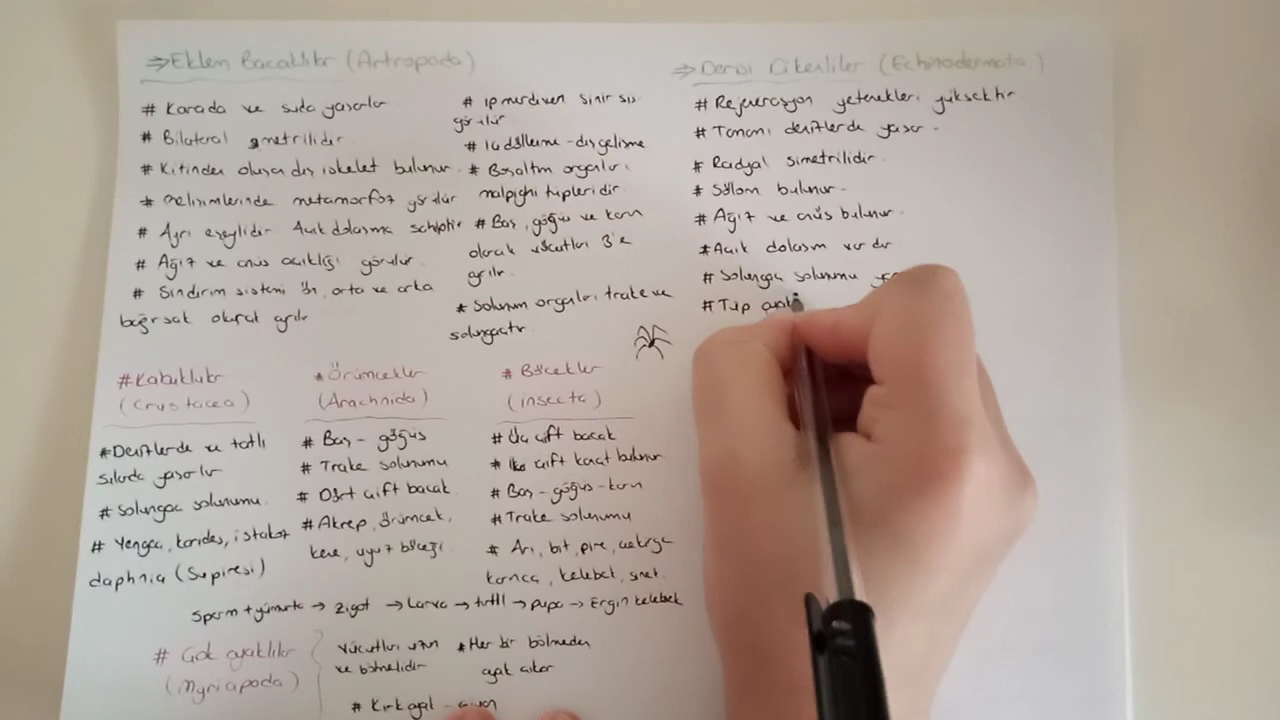 ⇒Eklem Bacaklılar (Artropoda)
# Karada ve suda yaşarlar
# Bilateral simetrilidir
# Kitinden oluşan dış iskelet bulunur.
# Gelişimlerinde metamorfoz görülür
# Ayrı eşeylidir Açık dolaşıma sahiptir
# Ağız ve anüs açıklığı görülür
# Sindirim sistemi ön, orta ve arka
bağırsak olarak ayrılır
# ip merdiven sinir sis
görülür
# İç dölleme - dış gelişme
# Boşaltım organları
malpighi tüpleridir
# Baş, göğüs ve karın
olarak vücutları 3'e
ayrılır.
* Solunum organları trake ve
solungaçtır
⇒ Derisi Dikenliler (Echinodermata)
# Rejenerasyon yetenekleri yüksektir
# Tamamı denizlerde yaşar.
# Radyal simetrilidir
# Sölom bulunur.
# Ağız ve anüs bulunur.
# Açık dolaşım vardır
# Solungaç solunumu
# Tüp
# Kabuklular
(Crustacea)
# Denizlerde ve tatlı
sularda yaşarlar
# Solungaç solunumu
# Yengeç, karides, istakoz
daphnia (Supiresi)
* Örümcekler
(Arachnida)
# Baş - göğüs
# Trake solunumu
# Dört çift bacak
# Akrep, örümcek,
kene, uyuz böceği
# Böcekler
(insecta)
# Üç çift bacak
# İki çift kanat bulunur
# Baş - göğüs - karın
# Trake solunumu
# Arı, bit, pire, çekirge
karınca, kelebek, sinek
Sperm + yumurta → Zigot → Larva → tırtıl → pupa → Ergin kelebek
# Çok ayaklılar
(Myriapoda)
vücutları uzun
ve bölmelidir
* Her bir bölmeden
ayak çıkar
# Kırkayak - çıyan